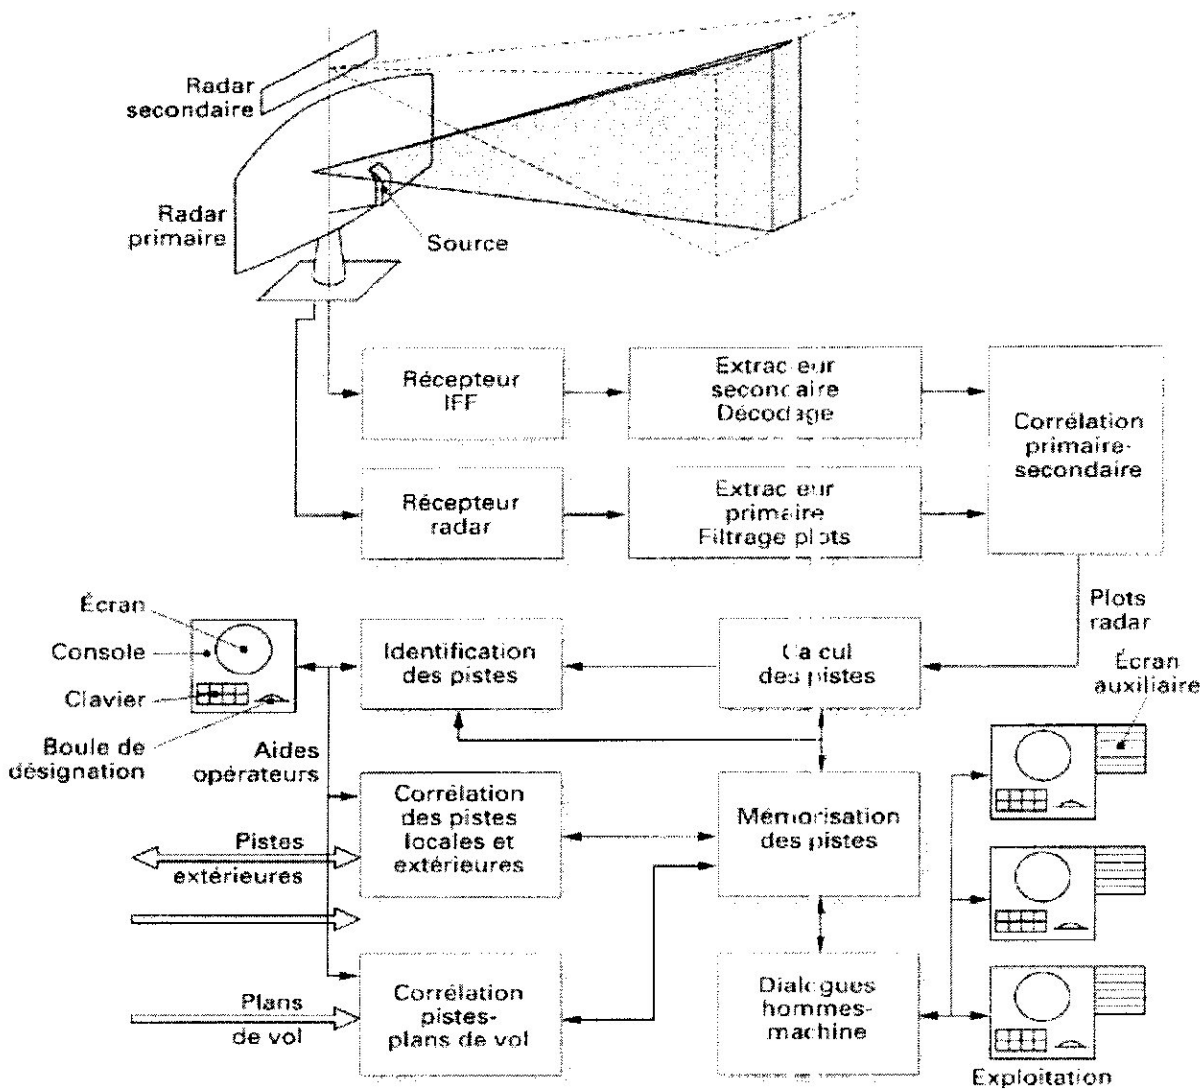 Radar
secondaire
Radar
primaire
Source
Récepteur
IFF
Extracteur
secondaire
Décodage
Corrélation
primaire-
secondaire
Récepteur
radar
Extracteur
primaire
Filtrage plots
Plots
radar
Écran
Console
Clavier
Boule de
désignation
Identification
des pistes
Calcul
des pistes
Écran
auxiliaire
Aides
opérateurs
Corrélation
des pistes
locales et
extérieures
Mémorisation
des pistes
Pistes
extérieures
Plans
de vol
Corrélation
pistes-
plans de vol
Dialogues
hommes-
machine
Exploitation